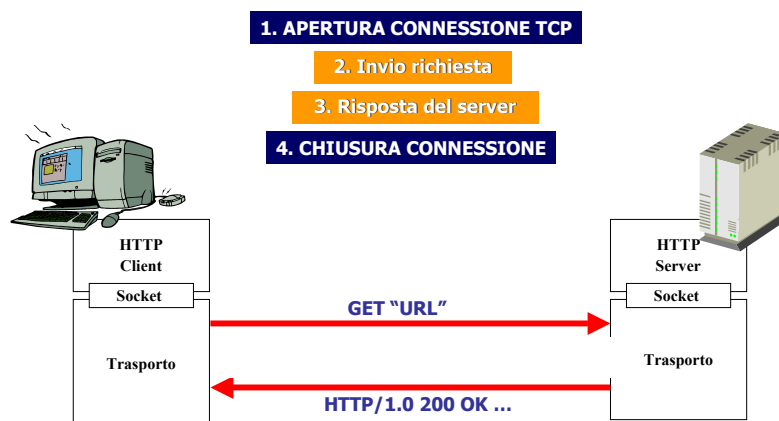 1. APERTURA CONNESSIONE TCP
2. Invio richiesta
3. Risposta del server
4. CHIUSURA CONNESSIONE
HTTP
Client
HTTP
Server
Socket
Socket
GET “URL”
Trasporto
Trasporto
HTTP/1.0 200 OK ...